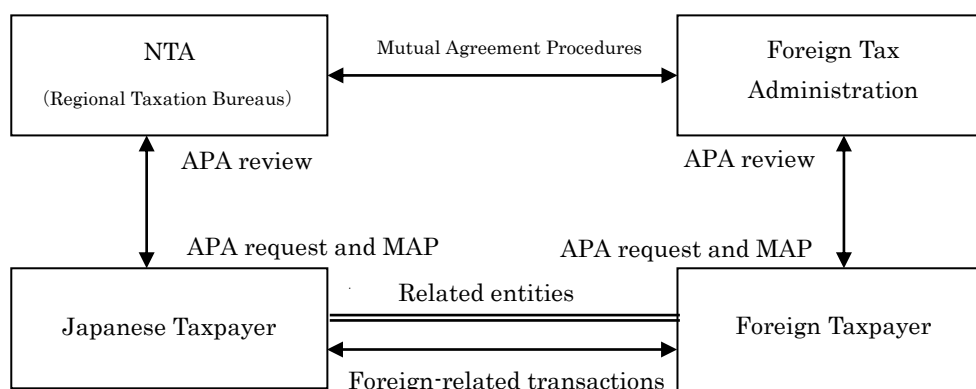 NTA
(Regional Taxation Bureaus)
Mutual Agreement Procedures
Foreign Tax
Administration
APA review
APA review
APA request and MAP
APA request and MAP
Japanese Taxpayer
Related entities
Foreign Taxpayer
Foreign-related transactions